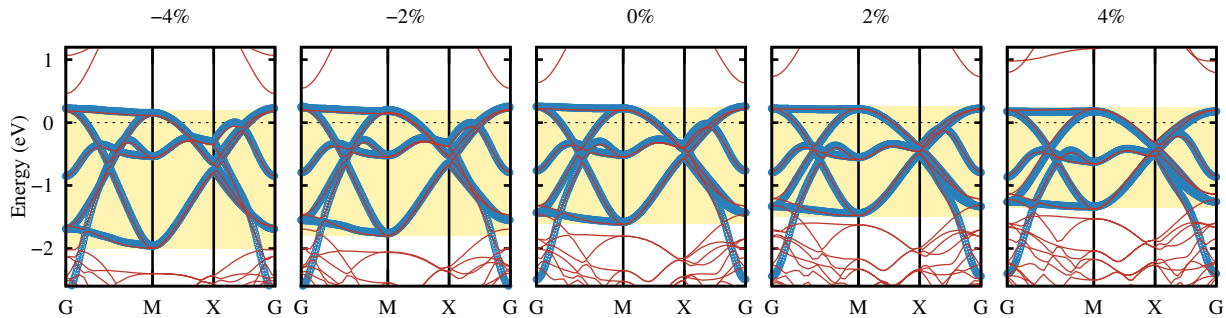 −4%
−2%
0%
2%
4%
Energy (eV)
1
0
−1
−2
G M X G
G M X G
G M X G
G M X G
G M X G